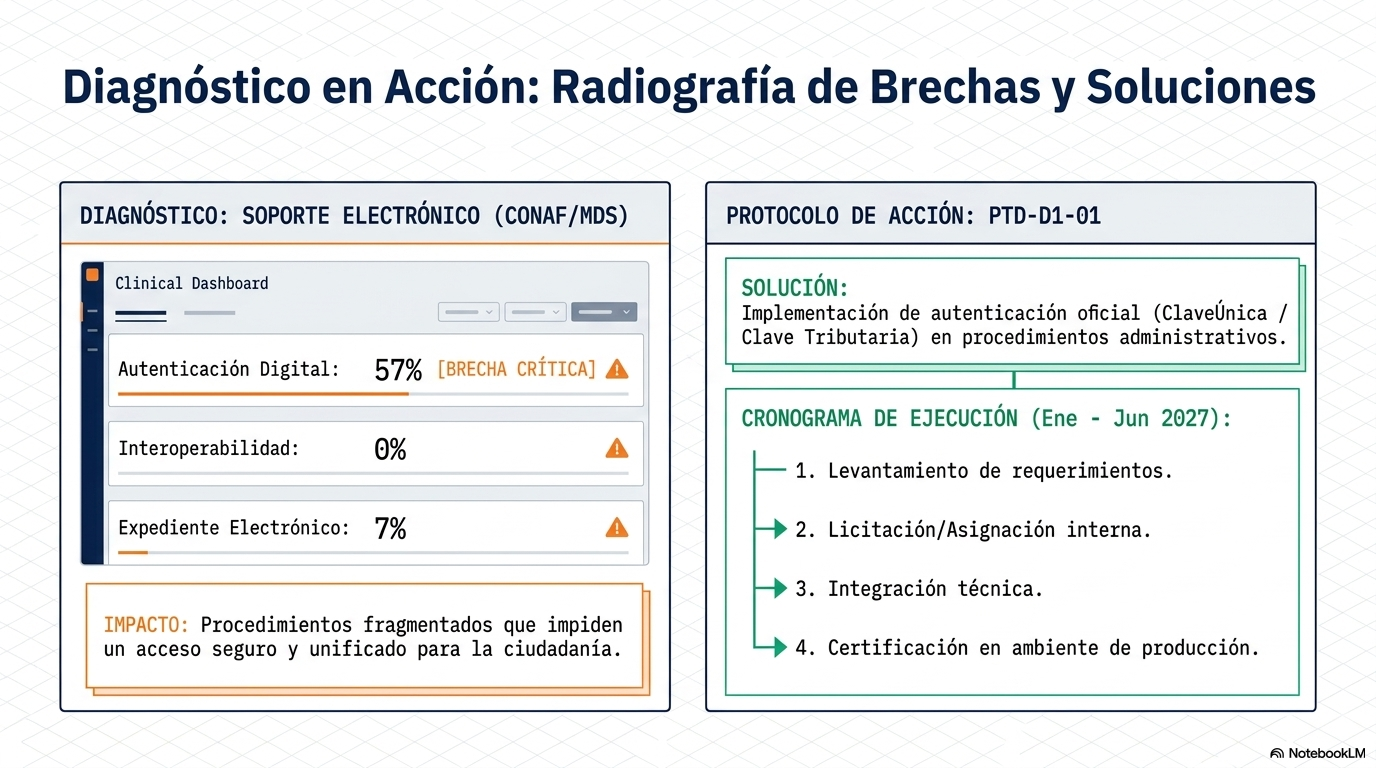 Diagnóstico en Acción: Radiografía de Brechas y Soluciones
DIAGNÓSTICO: SOPORTE ELECTRÓNICO (CONAF/MDS)
Clinical Dashboard
Autenticación Digital: 57% [BRECHA CRÍTICA]
Interoperabilidad: 0%
Expediente Electrónico: 7%
IMPACTO: Procedimientos fragmentados que impiden
un acceso seguro y unificado para la ciudadanía.
PROTOCOLO DE ACCIÓN: PTD-D1-01
SOLUCIÓN:
Implementación de autenticación oficial (ClaveÚnica /
Clave Tributaria) en procedimientos administrativos.
CRONOGRAMA DE EJECUCIÓN (Ene - Jun 2027):
1. Levantamiento de requerimientos.
2. Licitación/Asignación interna.
3. Integración técnica.
4. Certificación en ambiente de producción.
NotebookLM